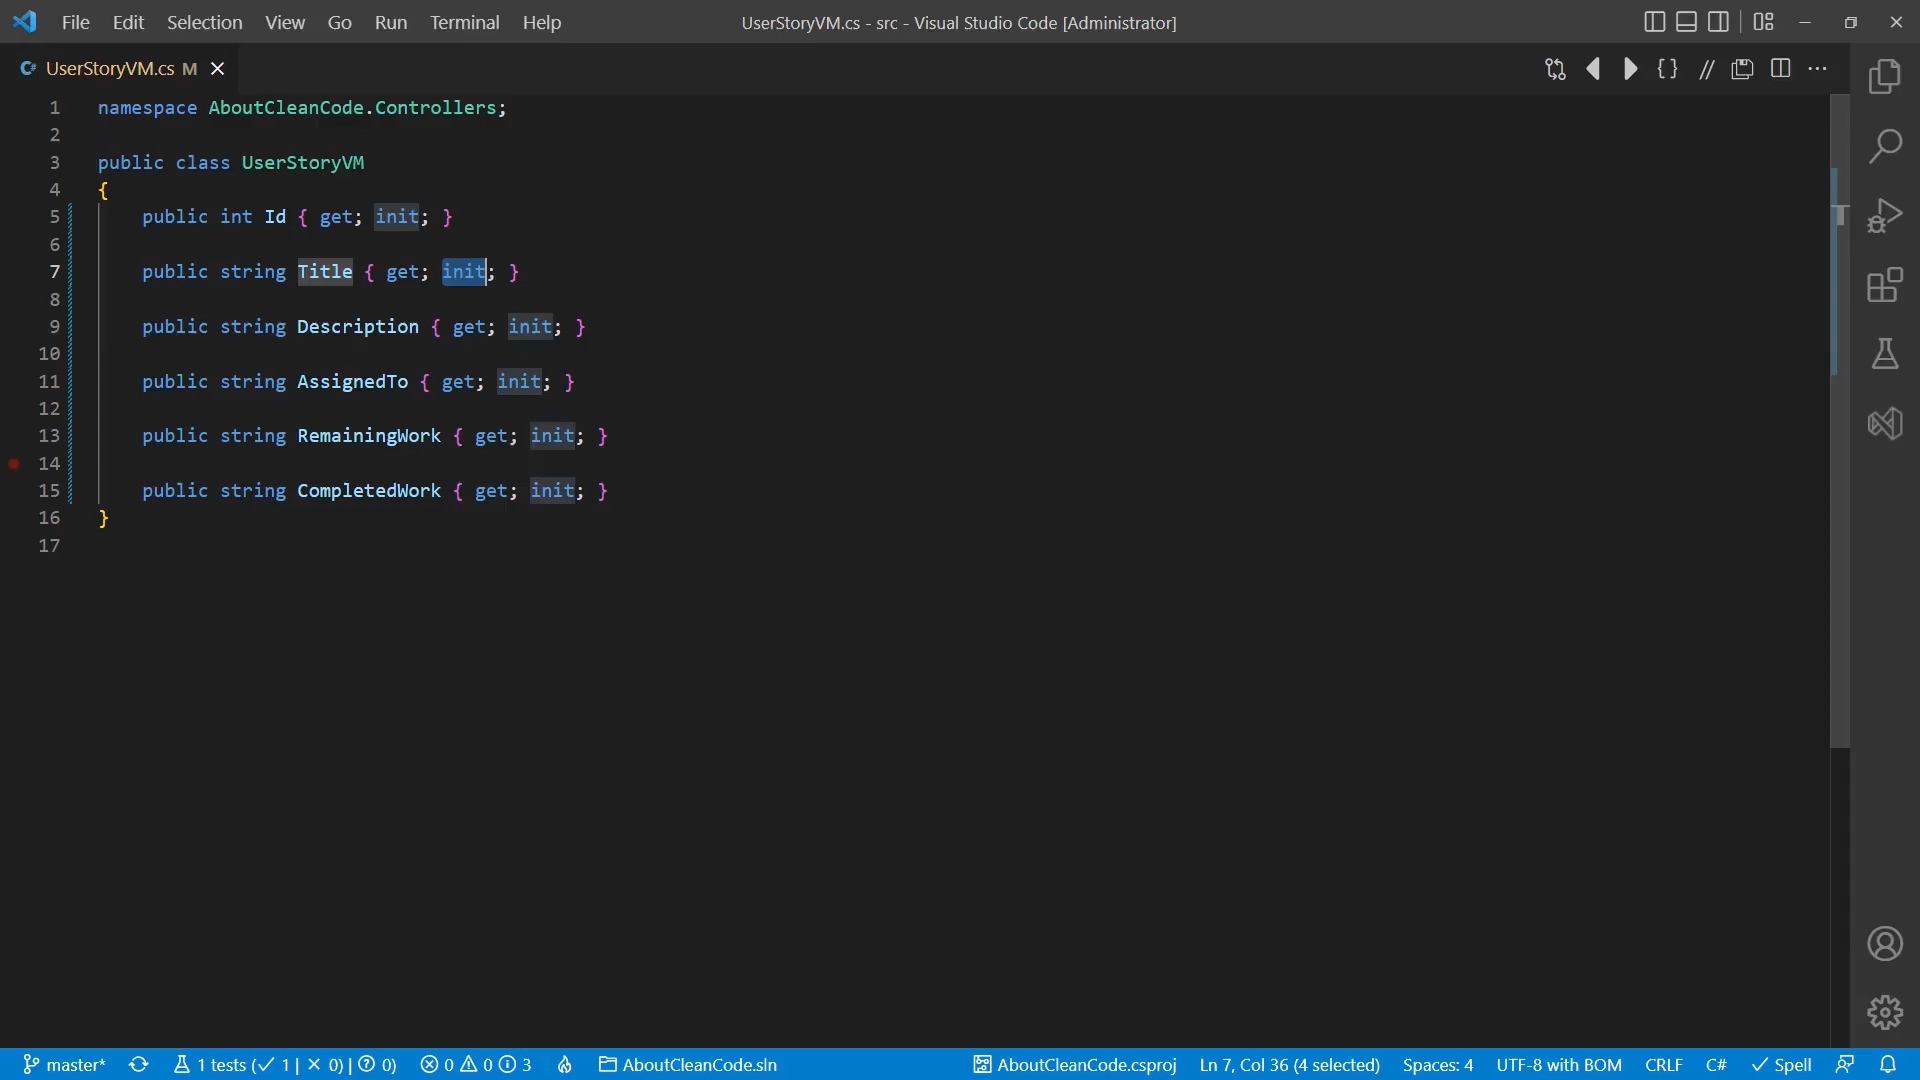 File Edit Selection View Go Run Terminal Help UserStoryVM.cs - src - Visual Studio Code [Administrator]
C# UserStoryVM.cs M
1 namespace AboutCleanCode.Controllers;
2
3 public class UserStoryVM
4 {
5 public int Id { get; init; }
6
7 public string Title { get; init; }
8
9 public string Description { get; init; }
10
11 public string AssignedTo { get; init; }
12
13 public string RemainingWork { get; init; }
14
15 public string CompletedWork { get; init; }
16 }
17
master* 1 tests (✓ 1 | ✕ 0) | ? 0) 0 0 3 AboutCleanCode.sln AboutCleanCode.csproj Ln 7, Col 36 (4 selected) Spaces: 4 UTF-8 with BOM CRLF C# ✓ Spell